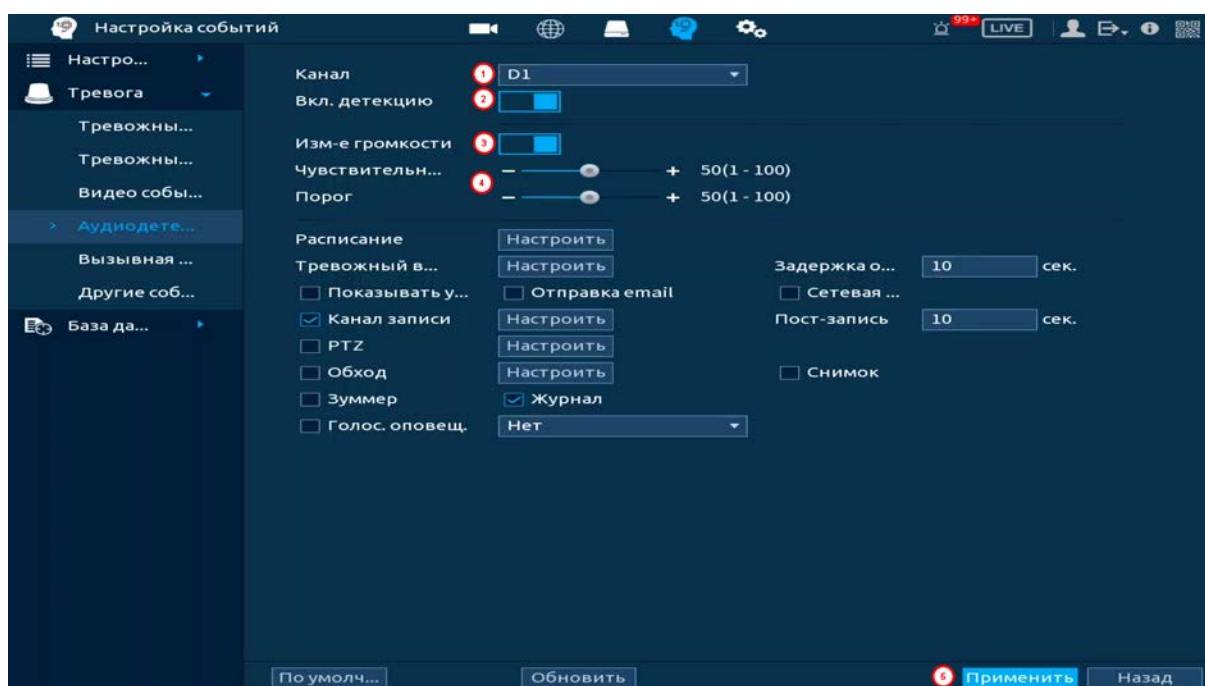 Настройка событий
99+
LIVE
Настро...
Тревога
Тревожны...
Тревожны...
Видео собы...
> Аудиодете...
Вызывная ...
Другие соб...
База да...
Канал 1 D1
Вкл. детекцию 2
Изм-е громкости 3
Чувствительн... − + 50(1 - 100)
4
Порог − + 50(1 - 100)
Расписание Настроить
Тревожный в... Настроить Задержка о... 10 сек.
Показывать у... Отправка email Сетевая ...
Канал записи Настроить Пост-запись 10 сек.
PTZ Настроить
Обход Настроить Снимок
Зуммер Журнал
Голос. оповещ. Нет
По умолч... Обновить Применить Назад